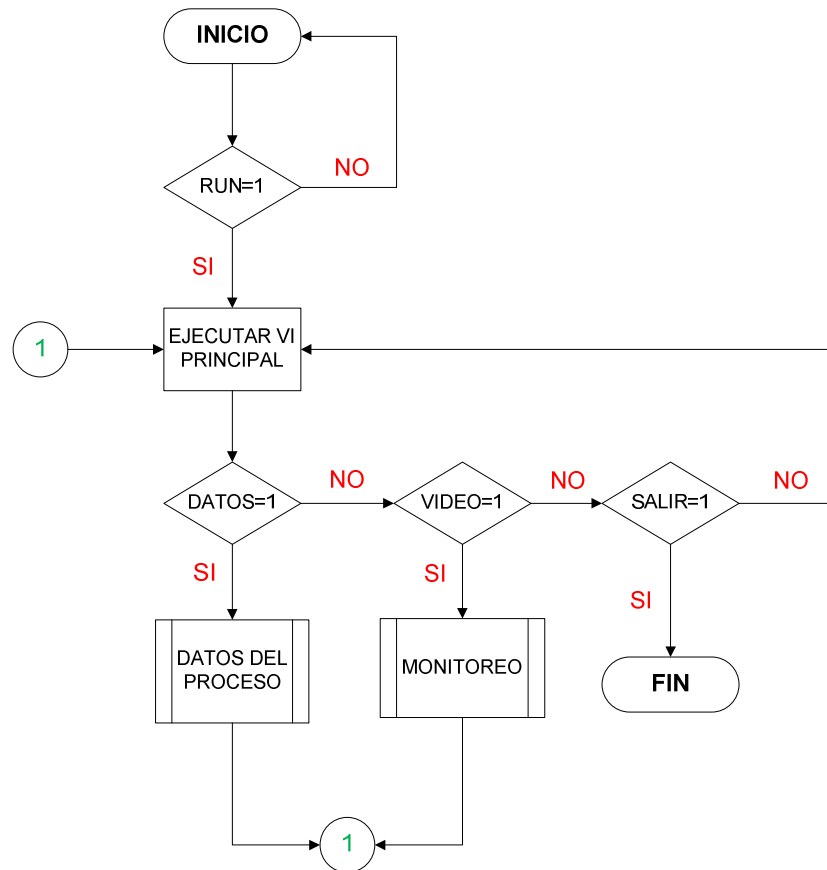 INICIO
NO
RUN=1
SI
EJECUTAR VI
PRINCIPAL
1
NO
NO
NO
DATOS=1
VIDEO=1
SALIR=1
SI
SI
SI
DATOS DEL
PROCESO
MONITOREO
FIN
1